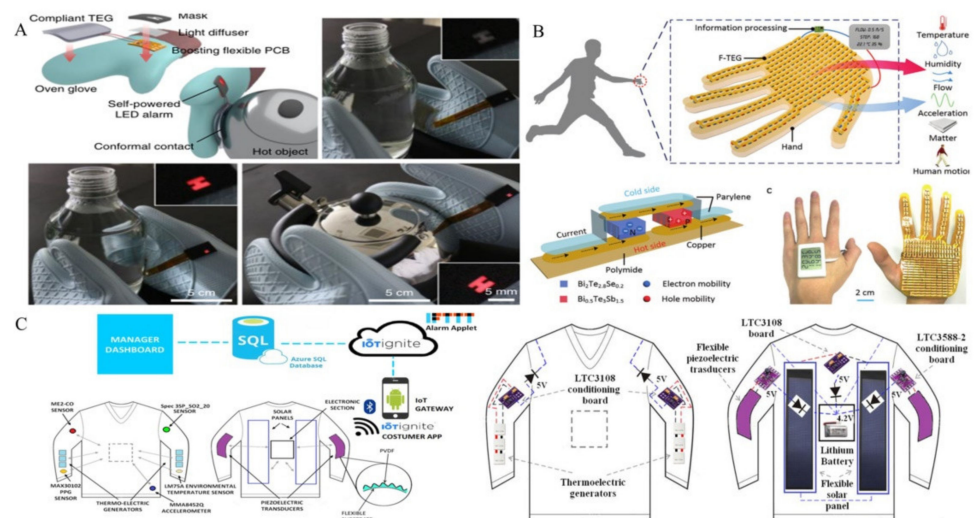 A
Compliant TEG
Mask
Light diffuser
Boosting flexible PCB
Oven glove
Self-powered
LED alarm
Conformal contact
Hot object
5 cm
5 cm
5 mm
B
Information processing
F-TEG
Hand
Temperature
Humidity
Flow
Acceleration
Matter
Human motion
Cold side
Parylene
Current
N
Hot side
Copper
Polymide
Bi₂Te₂.₈Se₀.₂
Electron mobility
Bi₀.₅Te₃Sb₁.₅
Hole mobility
c
2 cm
C
MANAGER
DASHBOARD
SQL
Azure SQL
Database
Alarm Applet
IoTignite
IoT
GATEWAY
IoTignite
COSTUMER APP
ME2-CO
SENSOR
Spec 3SP_SO2_20
SENSOR
SOLAR
PANELS
ELECTRONIC
SECTION
MAX30102
PPG
SENSOR
LM75A ENVIRONMENTAL
TEMPERATURE SENSOR
THERMO-ELECTRIC
GENERATORS
MMA8452Q
ACCELEROMETER
PIEZOELECTRIC
TRANSDUCERS
PVDF
FLEXIBLE
5V
LTC3108
conditioning
board
5V
Thermoelectric
generators
LTC3108
board
LTC3588-2
conditioning
board
Flexible
piezoelectric
trasducers
5V
5V
5V
4.2V
Lithium
Battery
Flexible
solar
panel